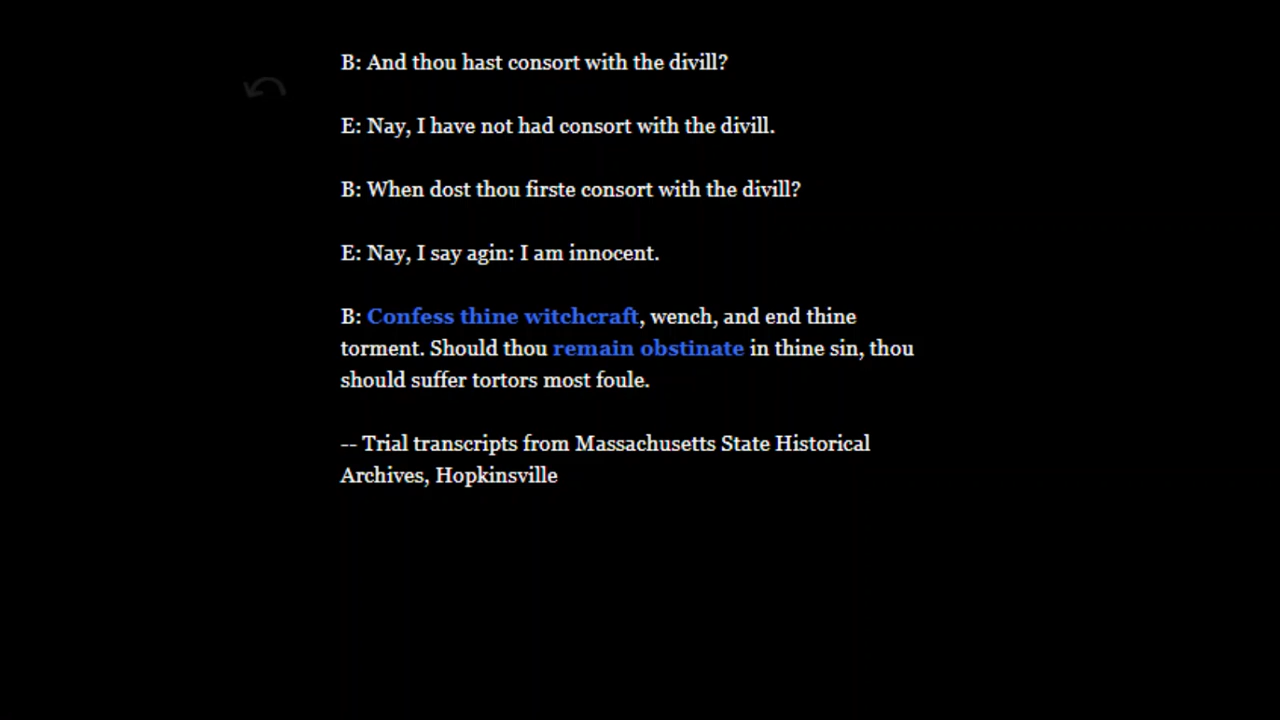 B: And thou hast consort with the divill?
E: Nay, I have not had consort with the divill.
B: When dost thou firste consort with the divill?
E: Nay, I say agin: I am innocent.
B: Confess thine witchcraft, wench, and end thine
torment. Should thou remain obstinate in thine sin, thou
should suffer tortors most foule.
-- Trial transcripts from Massachusetts State Historical
Archives, Hopkinsville